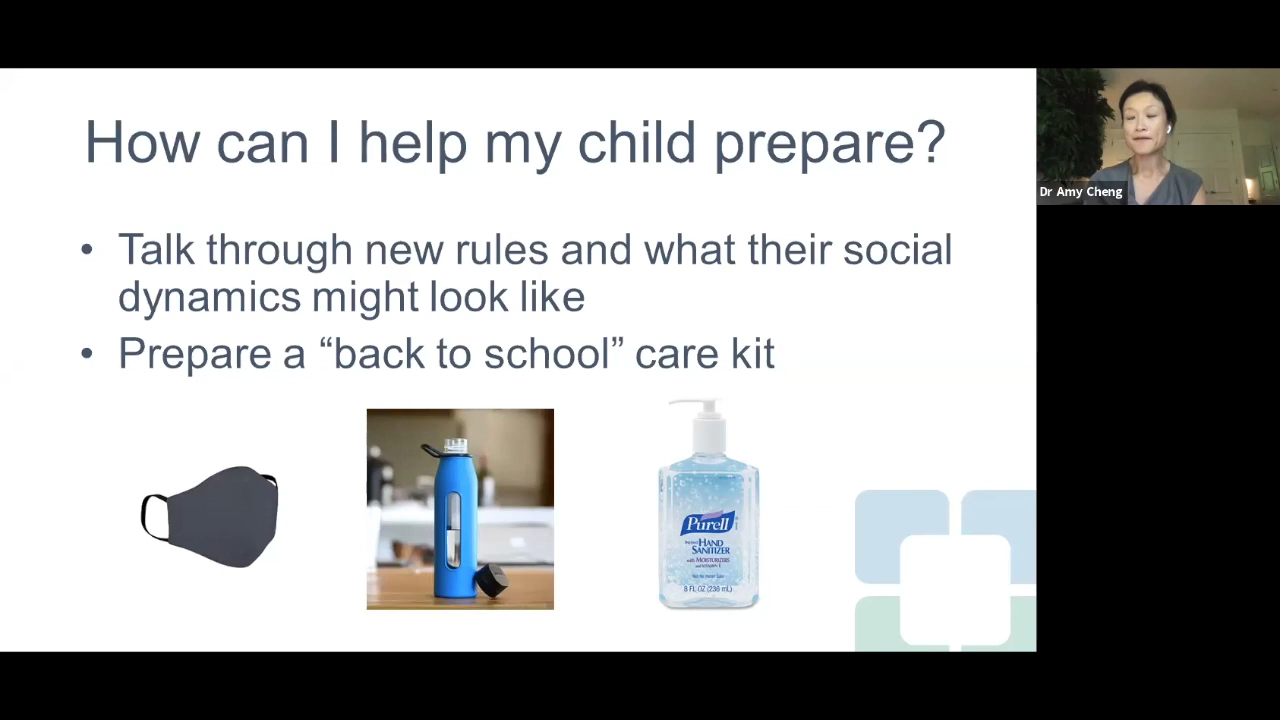 How can I help my child prepare?
• Talk through new rules and what their social
dynamics might look like
• Prepare a “back to school” care kit
Dr Amy Cheng
Purell
HAND
SANITIZER
with MOISTURIZERS
8 FL OZ (236 mL)